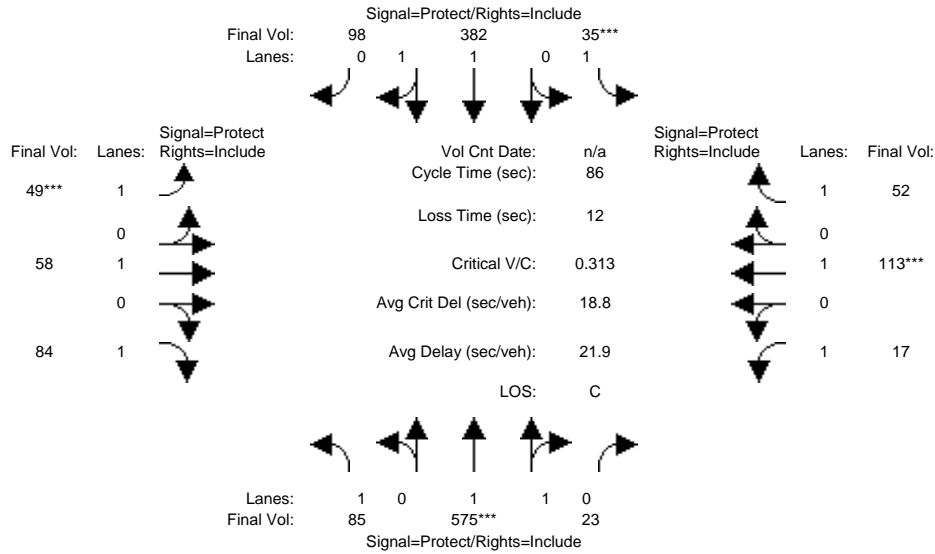 Signal=Protect/Rights=Include
Final Vol: 98 382 35***
Lanes: 0 1 1 0 1
Signal=Protect
Final Vol: Lanes: Rights=Include
Vol Cnt Date: n/a
Signal=Protect
Rights=Include Lanes: Final Vol:
Cycle Time (sec): 86
49*** 1
1 52
Loss Time (sec): 12
0
0
58 1
Critical V/C: 0.313
1 113***
0
Avg Crit Del (sec/veh): 18.8
0
84 1
Avg Delay (sec/veh): 21.9
1 17
LOS: C
Lanes: 1 0 1 1 0
Final Vol: 85 575*** 23
Signal=Protect/Rights=Include